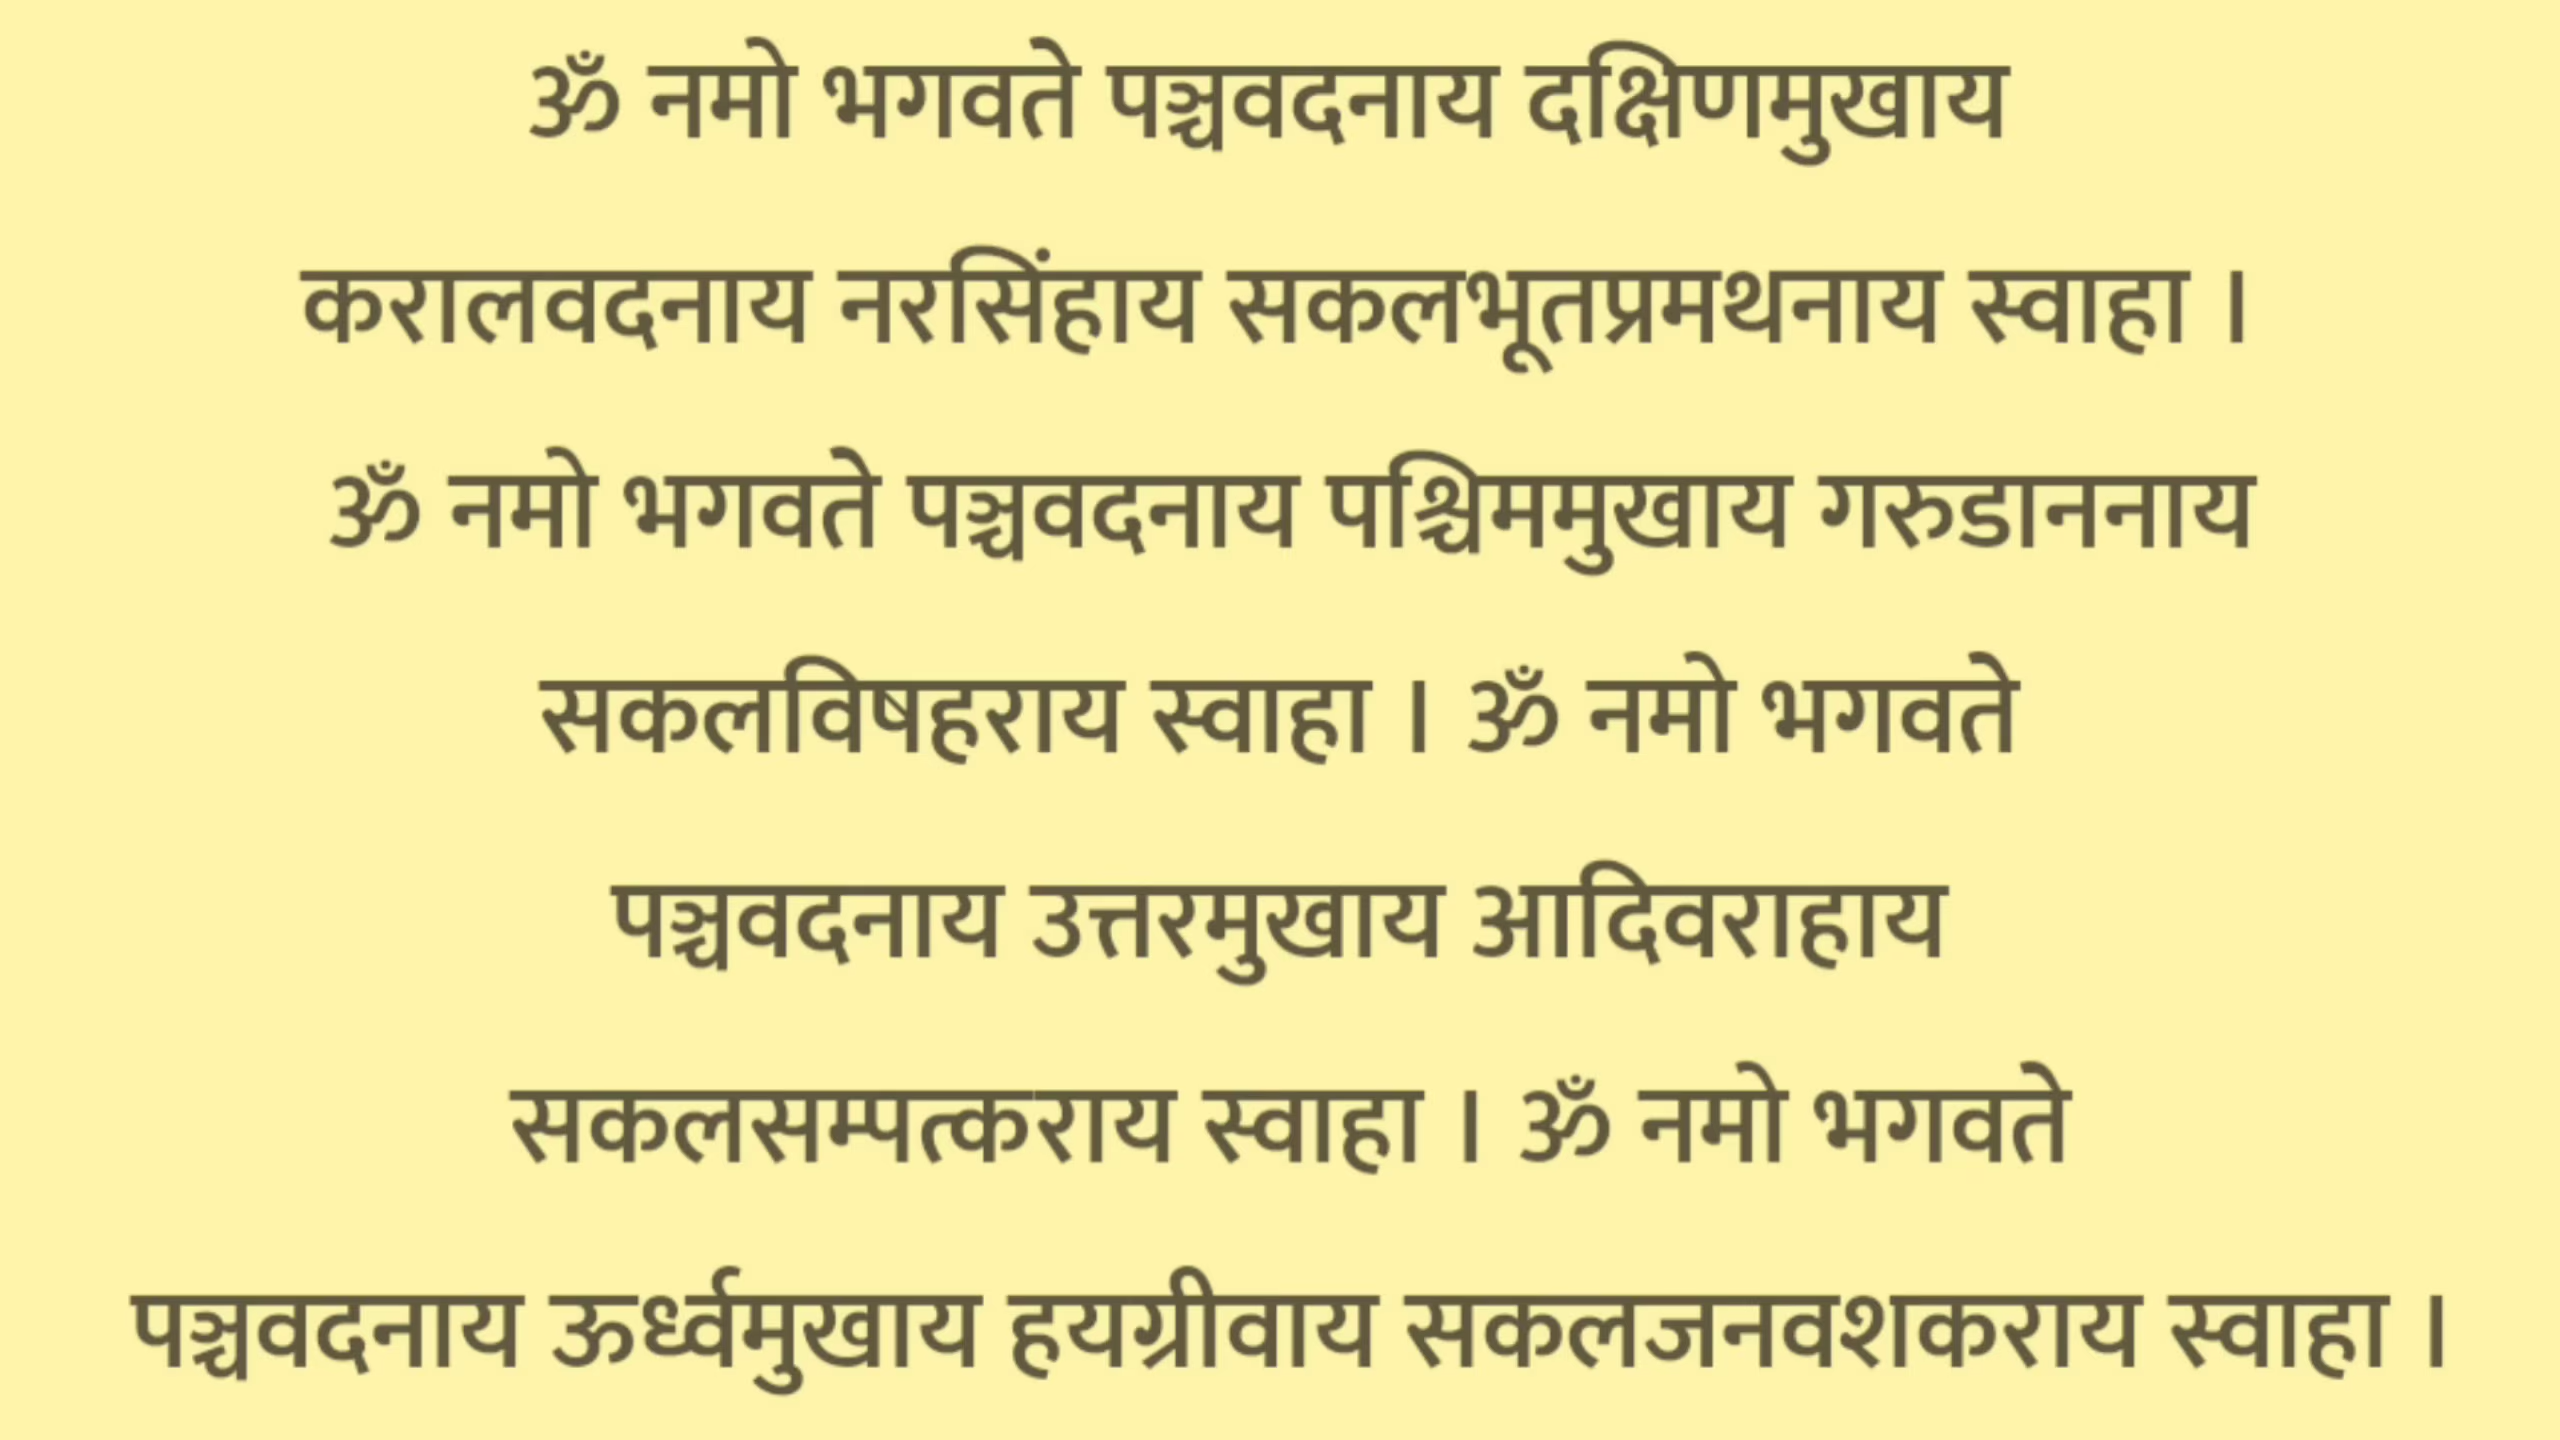 ॐ नमो भगवते पञ्चवदनाय दक्षिणमुखाय
करालवदनाय नरसिंहाय सकलभूतप्रमथनाय स्वाहा ।
ॐ नमो भगवते पञ्चवदनाय पश्चिममुखाय गरुडाननाय
सकलविषहराय स्वाहा । ॐ नमो भगवते
पञ्चवदनाय उत्तरमुखाय आदिवराहाय
सकलसम्पत्कराय स्वाहा । ॐ नमो भगवते
पञ्चवदनाय ऊर्ध्वमुखाय हयग्रीवाय सकलजनवशकराय स्वाहा ।